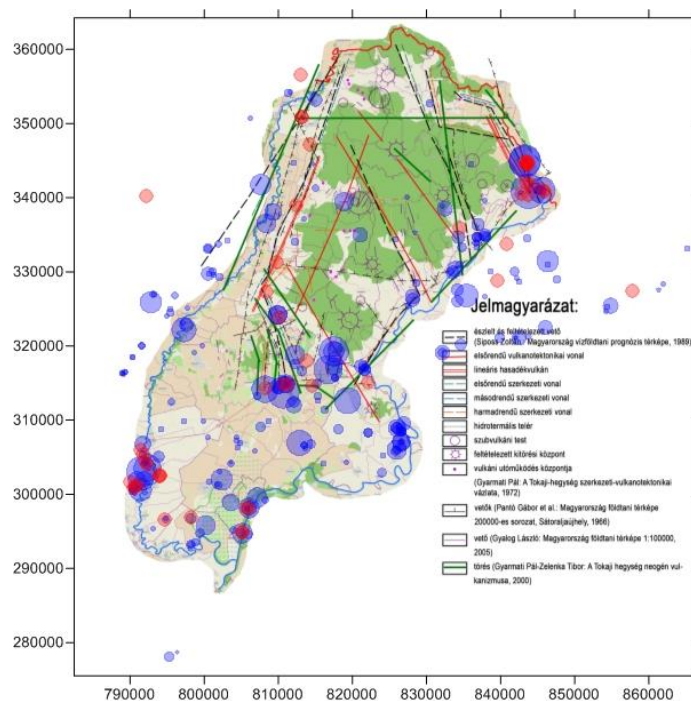 360000
350000
340000
330000
320000
310000
300000
290000
280000
790000 800000 810000 820000 830000 840000 850000 860000
Jelmagyarázat:
észlelt és feltételezett vető
(Siposs Zoltán: Magyarország vízföldtani prognózis térképe, 1989)
elsőrendű vulkanotektonikai vonal
lineáris hasadékvulkán
elsőrendű szerkezeti vonal
másodrendű szerkezeti vonal
harmadrendű szerkezeti vonal
hidrotermális telér
szubvulkáni test
feltételezett kitörési központ
vulkáni utóműködés központja
(Gyarmati Pál: A Tokaji-hegység szerkezeti-vulkanotektonikai
vázlata, 1972)
vetők (Pantó Gábor et al.: Magyarország földtani térképe
200000-es sorozat, Sátoraljaújhely, 1966)
vető (Gyalog László: Magyarország földtani térképe 1:100000,
2005)
törés (Gyarmati Pál-Zelenka Tibor: A Tokaji hegység neogén vul-
kanizmusa, 2000)